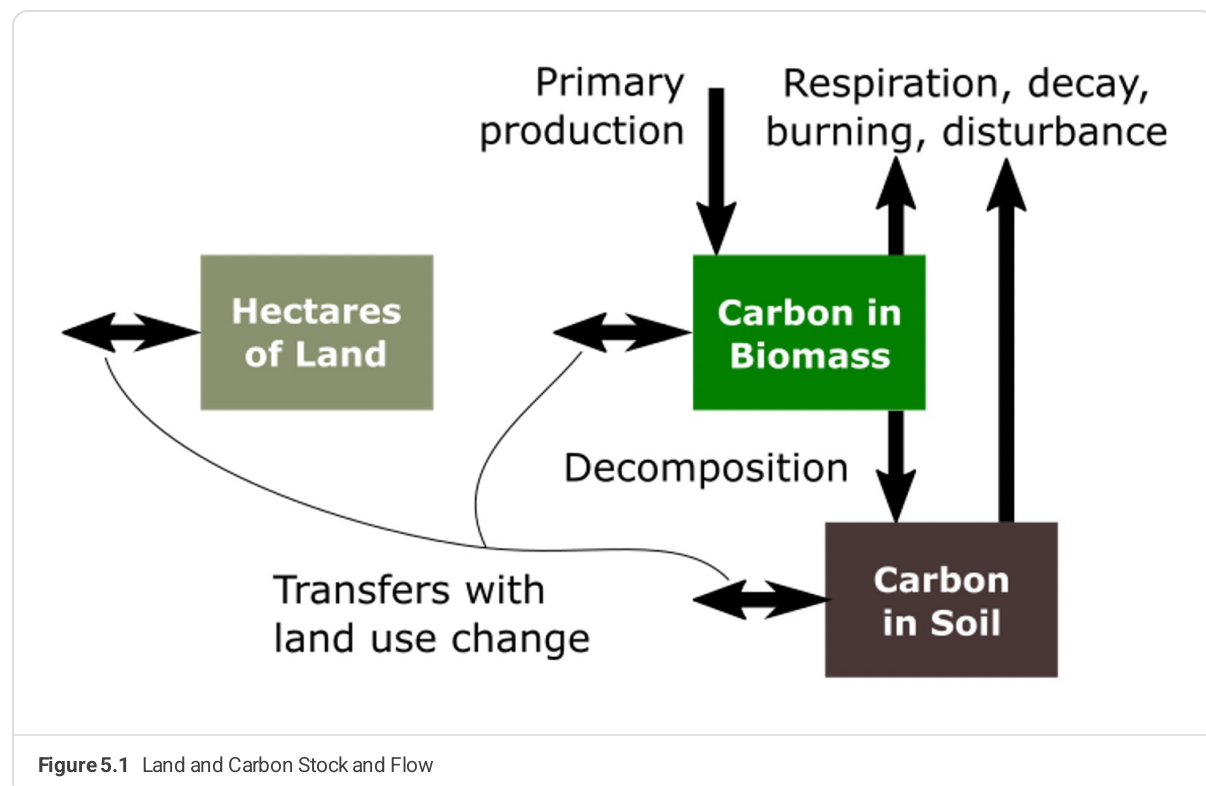 Primary
production
Respiration, decay,
burning, disturbance
Hectares
of Land
Carbon in
Biomass
Decomposition
Transfers with
land use change
Carbon
in Soil
Figure 5.1 Land and Carbon Stock and Flow